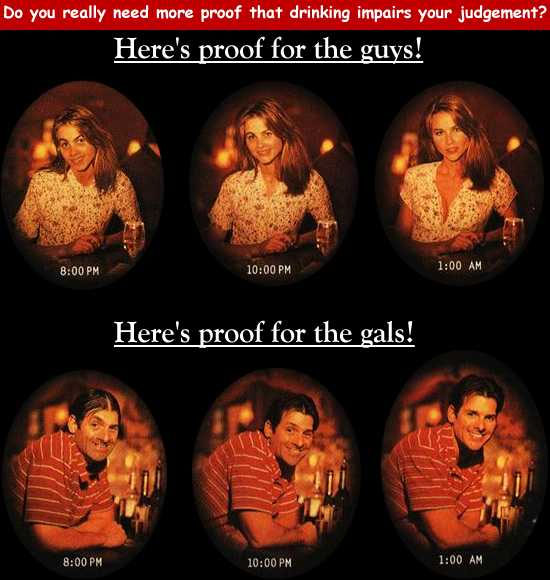 Do you really need more proof that drinking impairs your judgement?
Here's proof for the guys!
8:00 PM
10:00 PM
1:00 AM
Here's proof for the gals!
8:00 PM
10:00 PM
1:00 AM